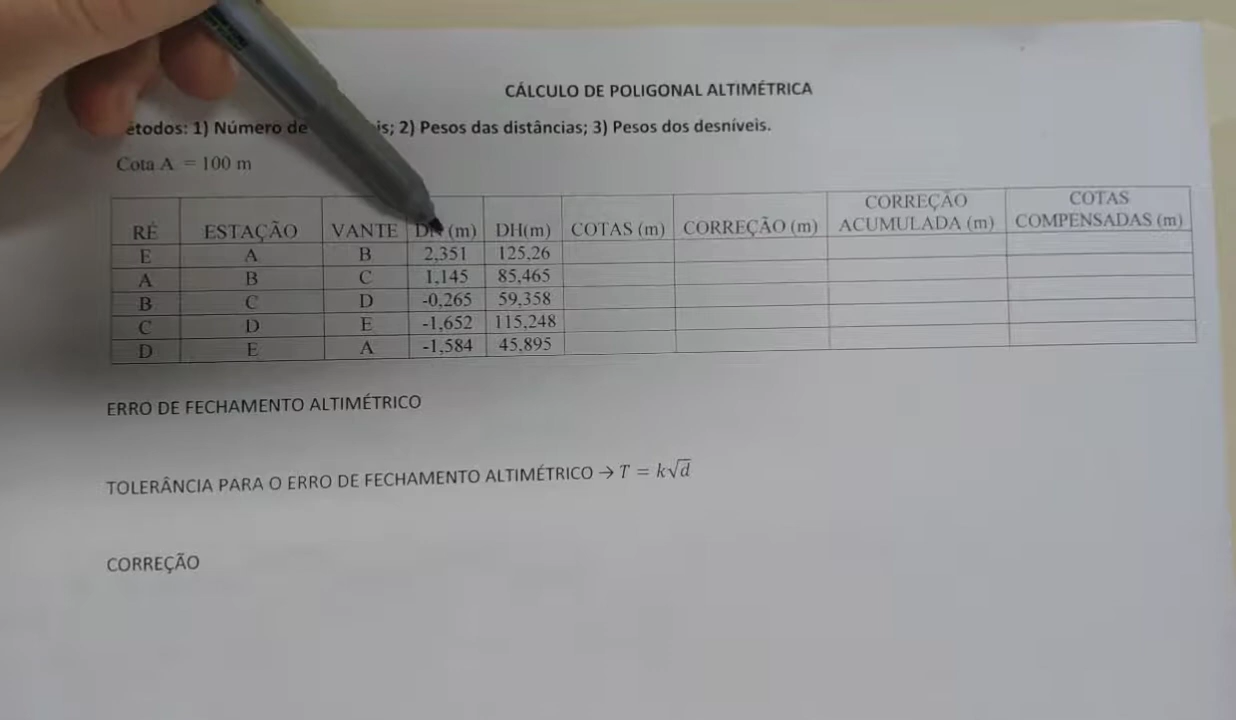 CÁLCULO DE POLIGONAL ALTIMÉTRICA
étodos: 1) Número de is; 2) Pesos das distâncias; 3) Pesos dos desníveis.
Cota A = 100 m
RÉ ESTAÇÃO VANTE DN (m) DH(m) COTAS (m) CORREÇÃO (m) CORREÇÃO ACUMULADA (m) COTAS COMPENSADAS (m)
E A B 2,351 125,26
A B C 1,145 85,465
B C D -0,265 59,358
C D E -1,652 115,248
D E A -1,584 45,895
ERRO DE FECHAMENTO ALTIMÉTRICO
TOLERÂNCIA PARA O ERRO DE FECHAMENTO ALTIMÉTRICO → T = k√d
CORREÇÃO